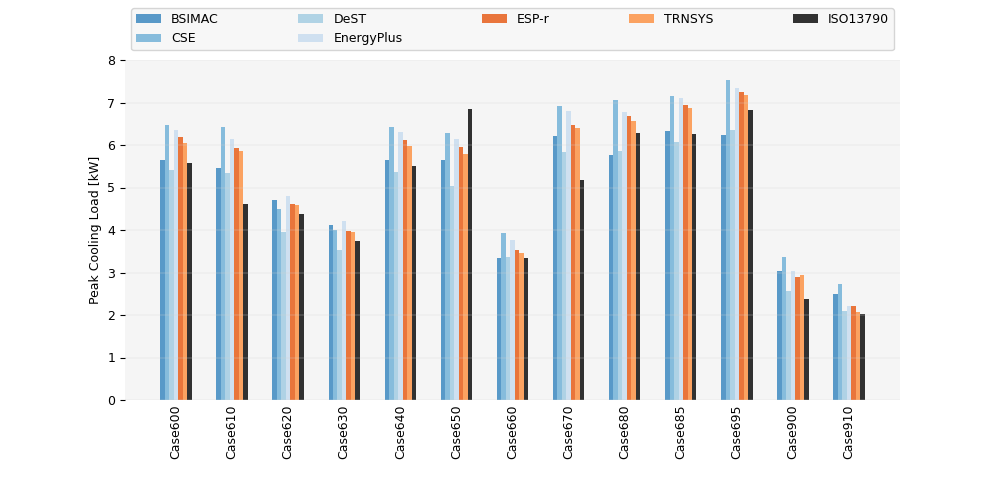 BSIMAC DeST ESP-r TRNSYS ISO13790
CSE EnergyPlus
8
7
6
5
4
3
2
1
0
Peak Cooling Load [kW]
Case600
Case610
Case620
Case630
Case640
Case650
Case660
Case670
Case680
Case685
Case695
Case900
Case910